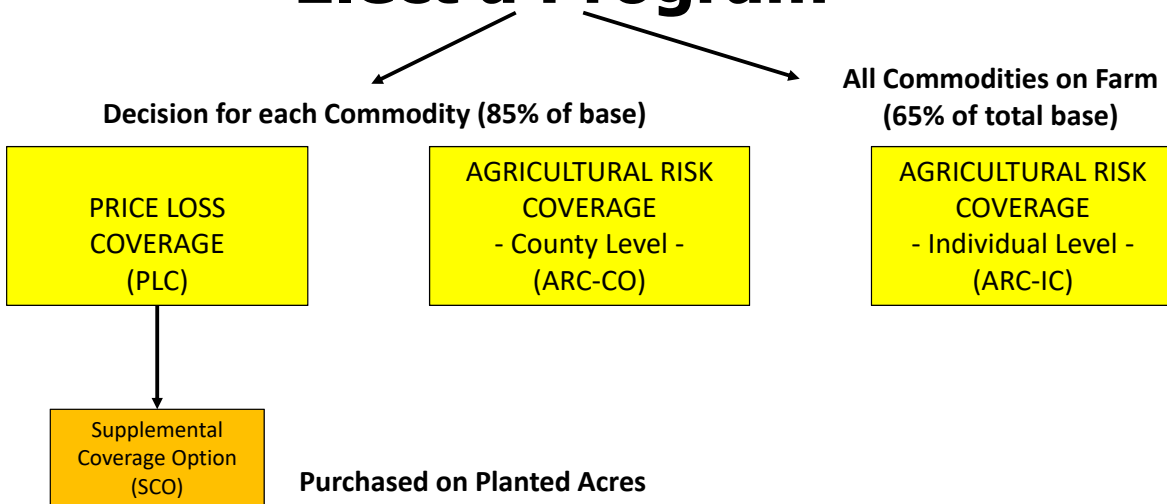 Elect a Program
Decision for each Commodity (85% of base)
All Commodities on Farm
(65% of total base)
PRICE LOSS
COVERAGE
(PLC)
AGRICULTURAL RISK
COVERAGE
- County Level -
(ARC-CO)
AGRICULTURAL RISK
COVERAGE
- Individual Level -
(ARC-IC)
Supplemental
Coverage Option
(SCO)
Purchased on Planted Acres